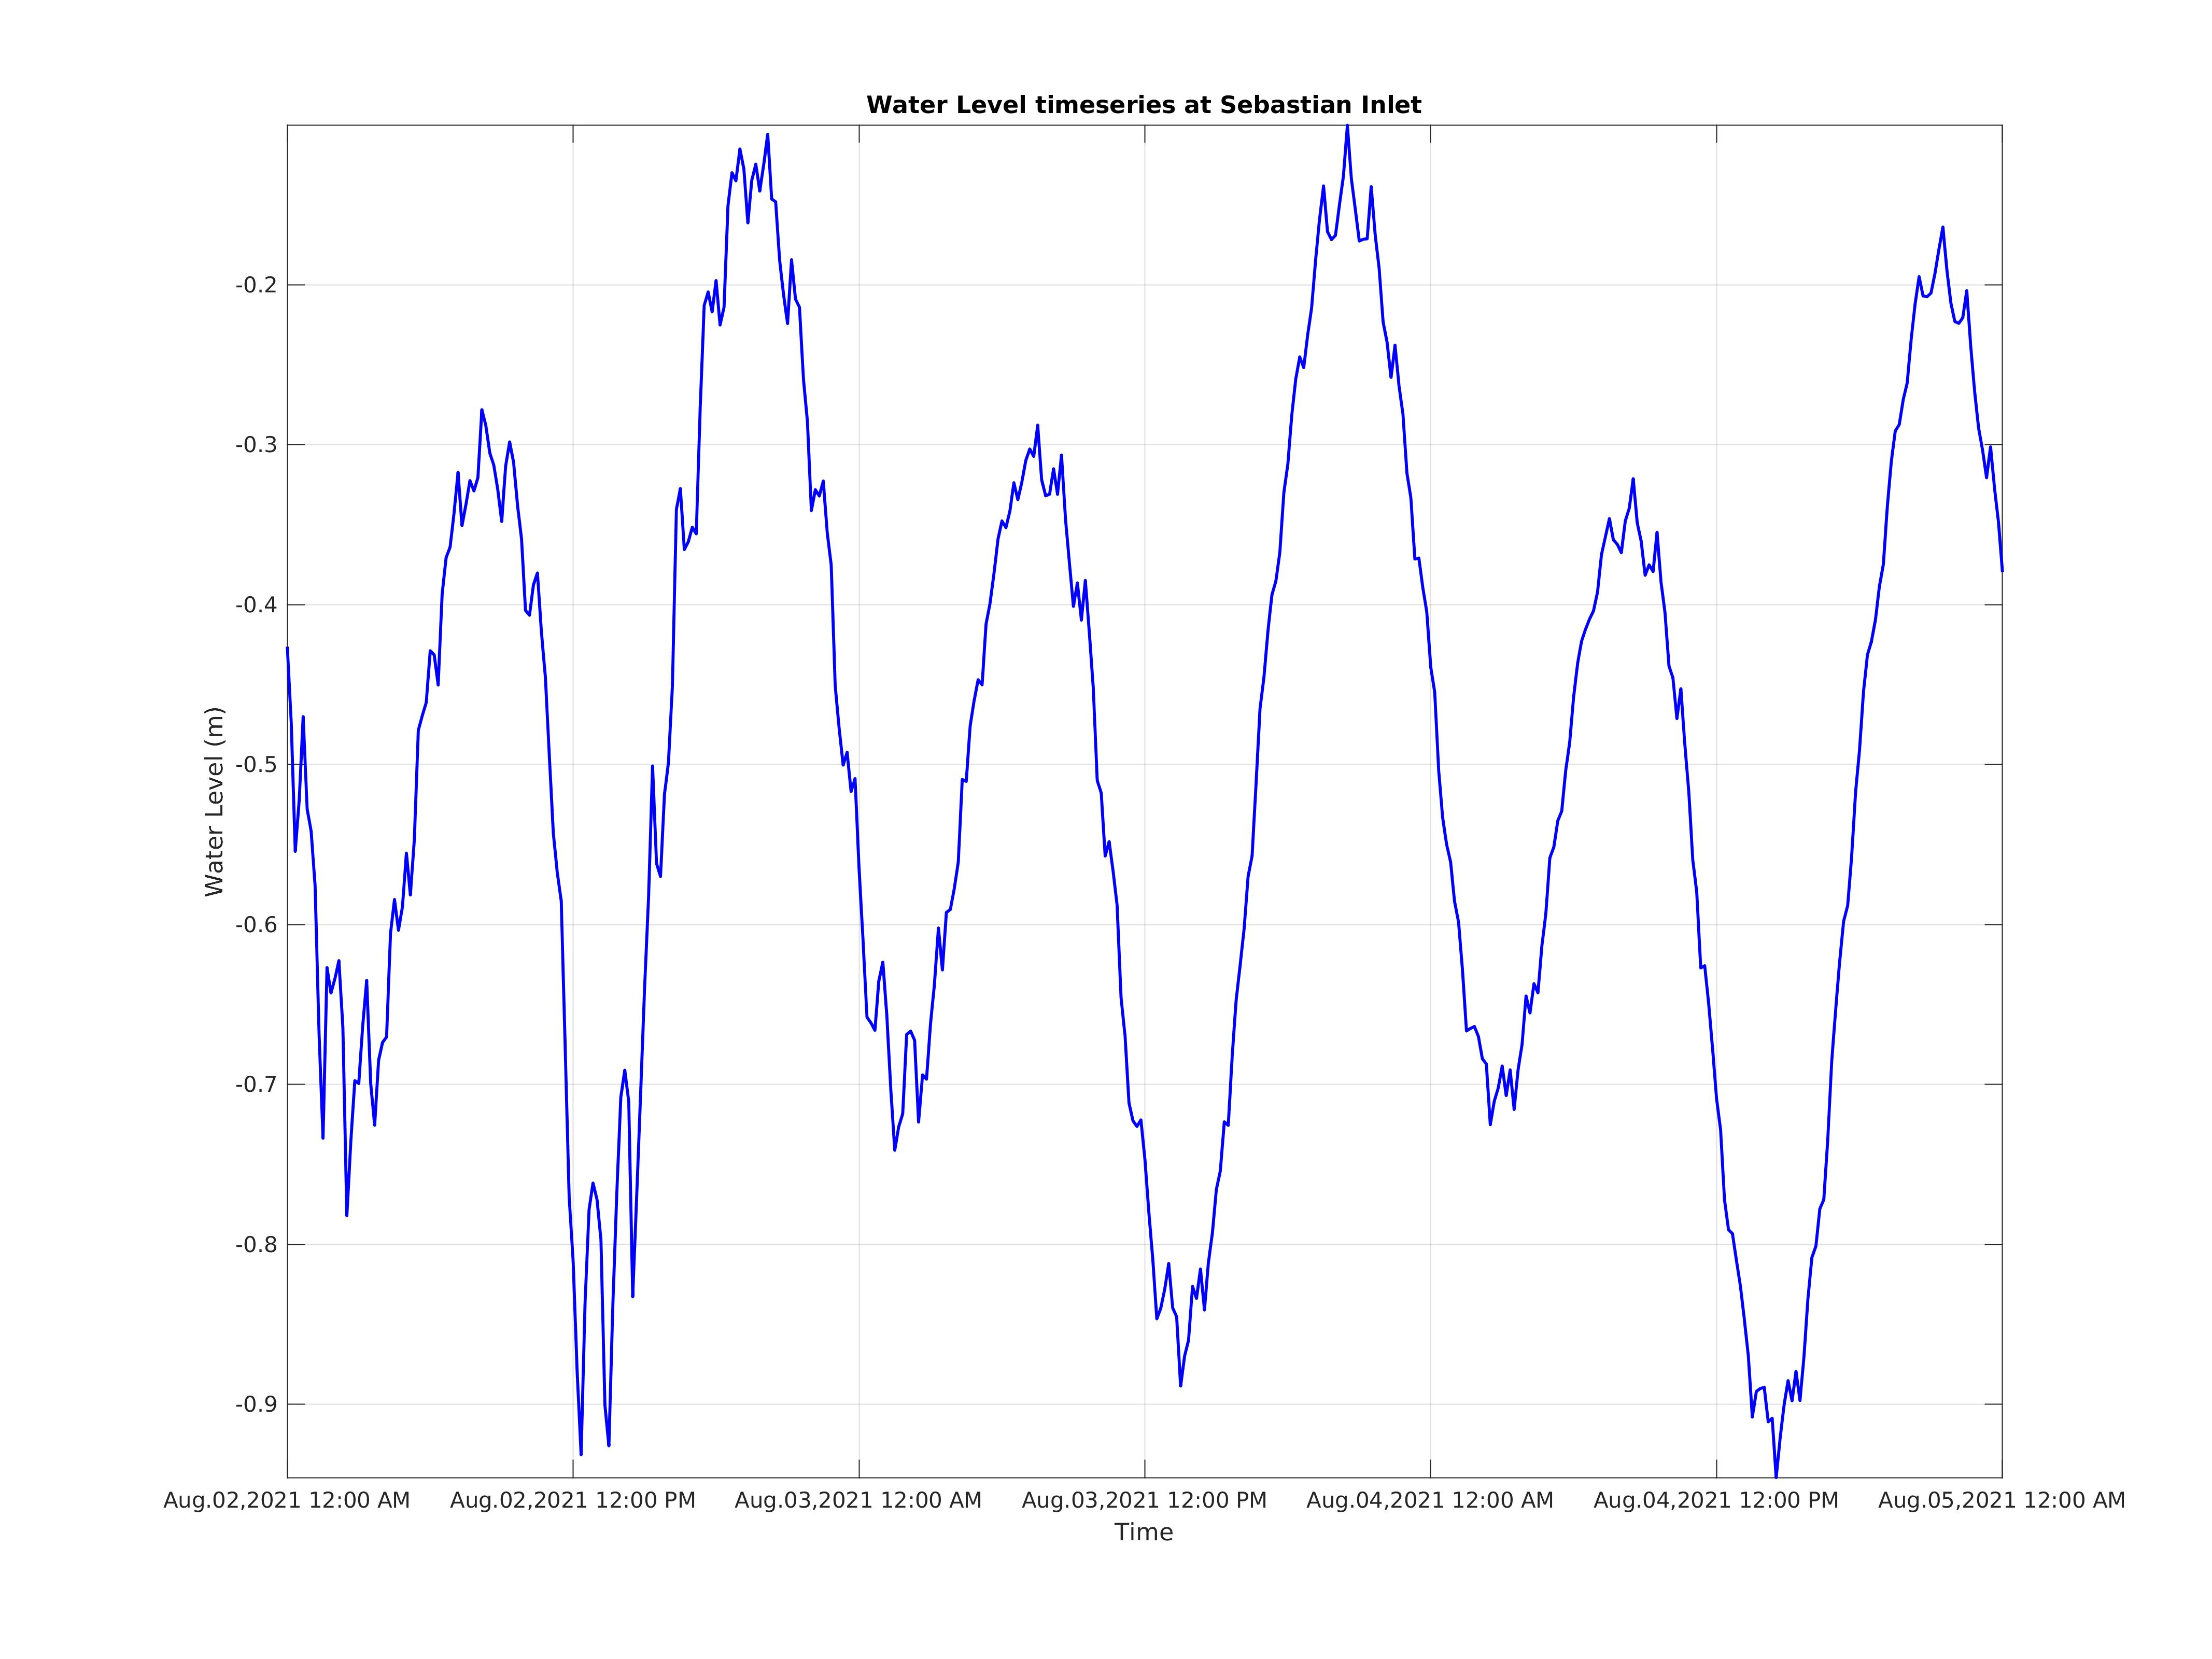 Water Level timeseries at Sebastian Inlet
-0.2
-0.3
-0.4
-0.5
-0.6
-0.7
-0.8
-0.9
Water Level (m)
Aug.02,2021 12:00 AM
Aug.02,2021 12:00 PM
Aug.03,2021 12:00 AM
Aug.03,2021 12:00 PM
Aug.04,2021 12:00 AM
Aug.04,2021 12:00 PM
Aug.05,2021 12:00 AM
Time